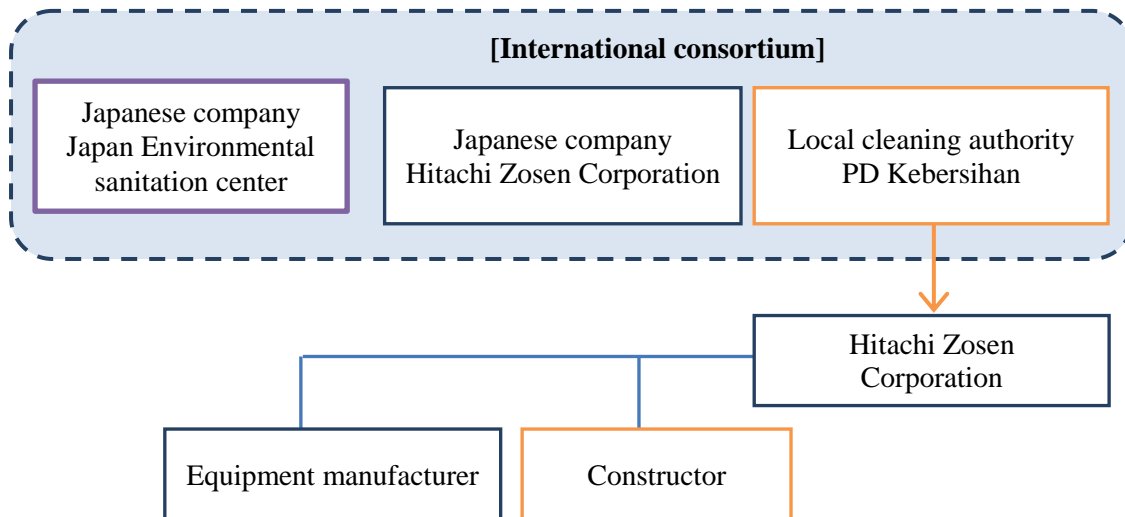 [International consortium]
Japanese company
Japan Environmental
sanitation center
Japanese company
Hitachi Zosen Corporation
Local cleaning authority
PD Kebersihan
Hitachi Zosen
Corporation
Equipment manufacturer
Constructor